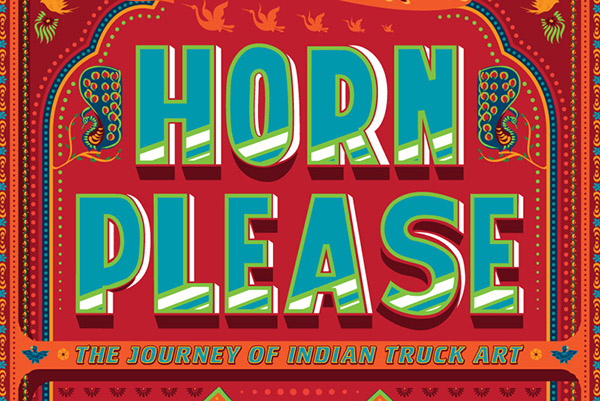 HORN
PLEASE
THE JOURNEY OF INDIAN TRUCK ART